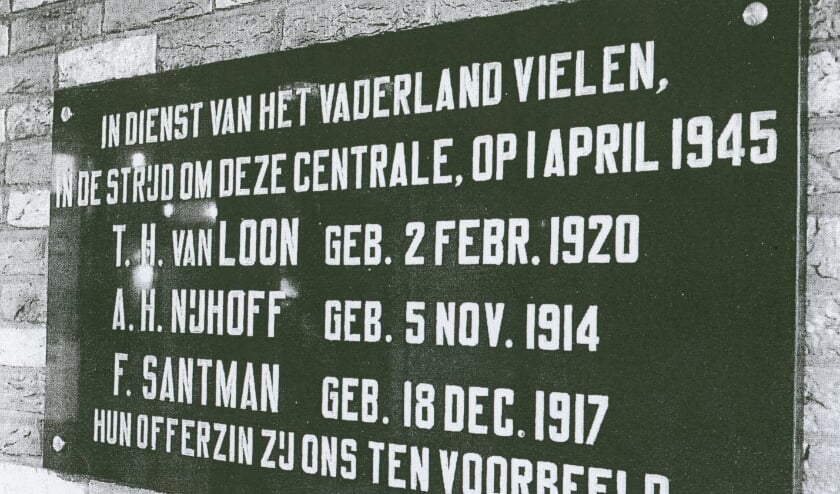 IN DIENST VAN HET VADERLAND VIELEN,
IN DE STRIJD OM DEZE CENTRALE, OP 1 APRIL 1945
T. H. VAN LOON GEB. 2 FEBR. 1920
A. H. NIJHOFF GEB. 5 NOV. 1914
F. SANTMAN GEB. 18 DEC. 1917
HUN OFFERZIN ZIJ ONS TEN VOORBEELD